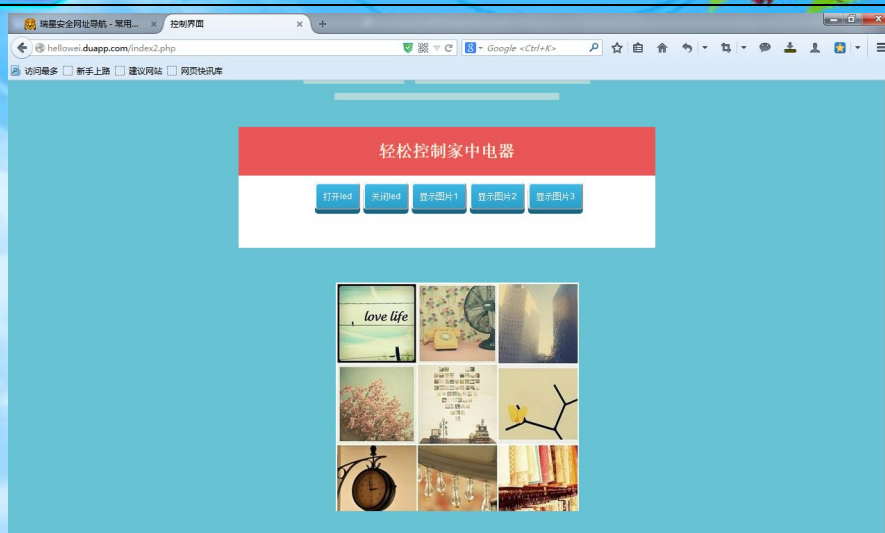 瑞星安全网址导航 - 常用...
控制界面
hellowei.duapp.com/index2.php
Google <Ctrl+K>
访问最多 新手上路 建议网站 网页快讯库
轻松控制家中电器
打开led 关闭led 显示图片1 显示图片2 显示图片3
love life